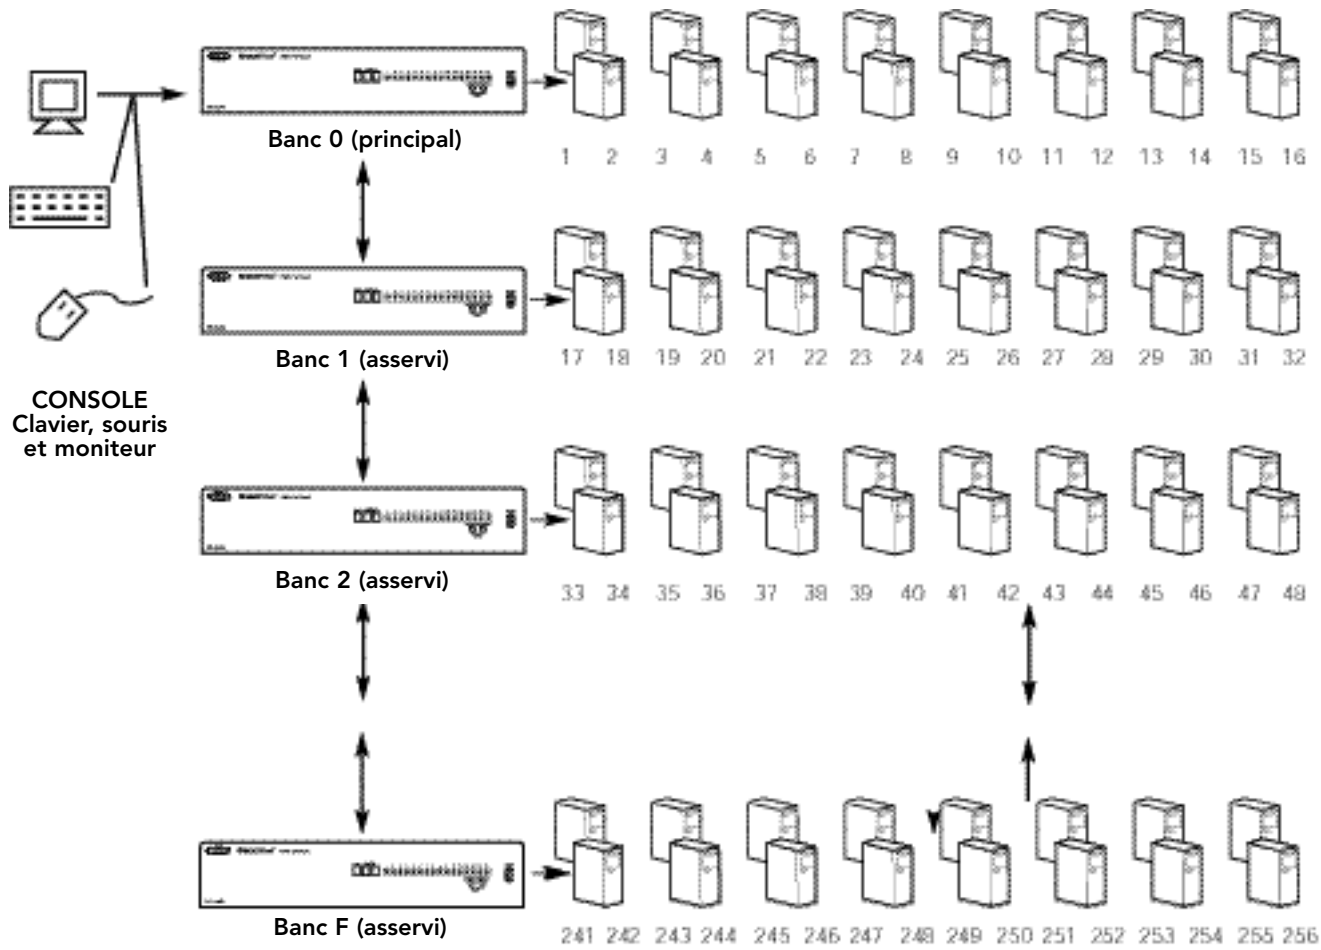 Banc 0 (principal)
1 2 3 4 5 6 7 8 9 10 11 12 13 14 15 16
Banc 1 (asservi)
17 18 19 20 21 22 23 24 25 26 27 28 29 30 31 32
CONSOLE
Clavier, souris
et moniteur
Banc 2 (asservi)
33 34 35 36 37 38 39 40 41 42 43 44 45 46 47 48
Banc F (asservi)
241 242 243 244 245 246 247 248 249 250 251 252 253 254 255 256